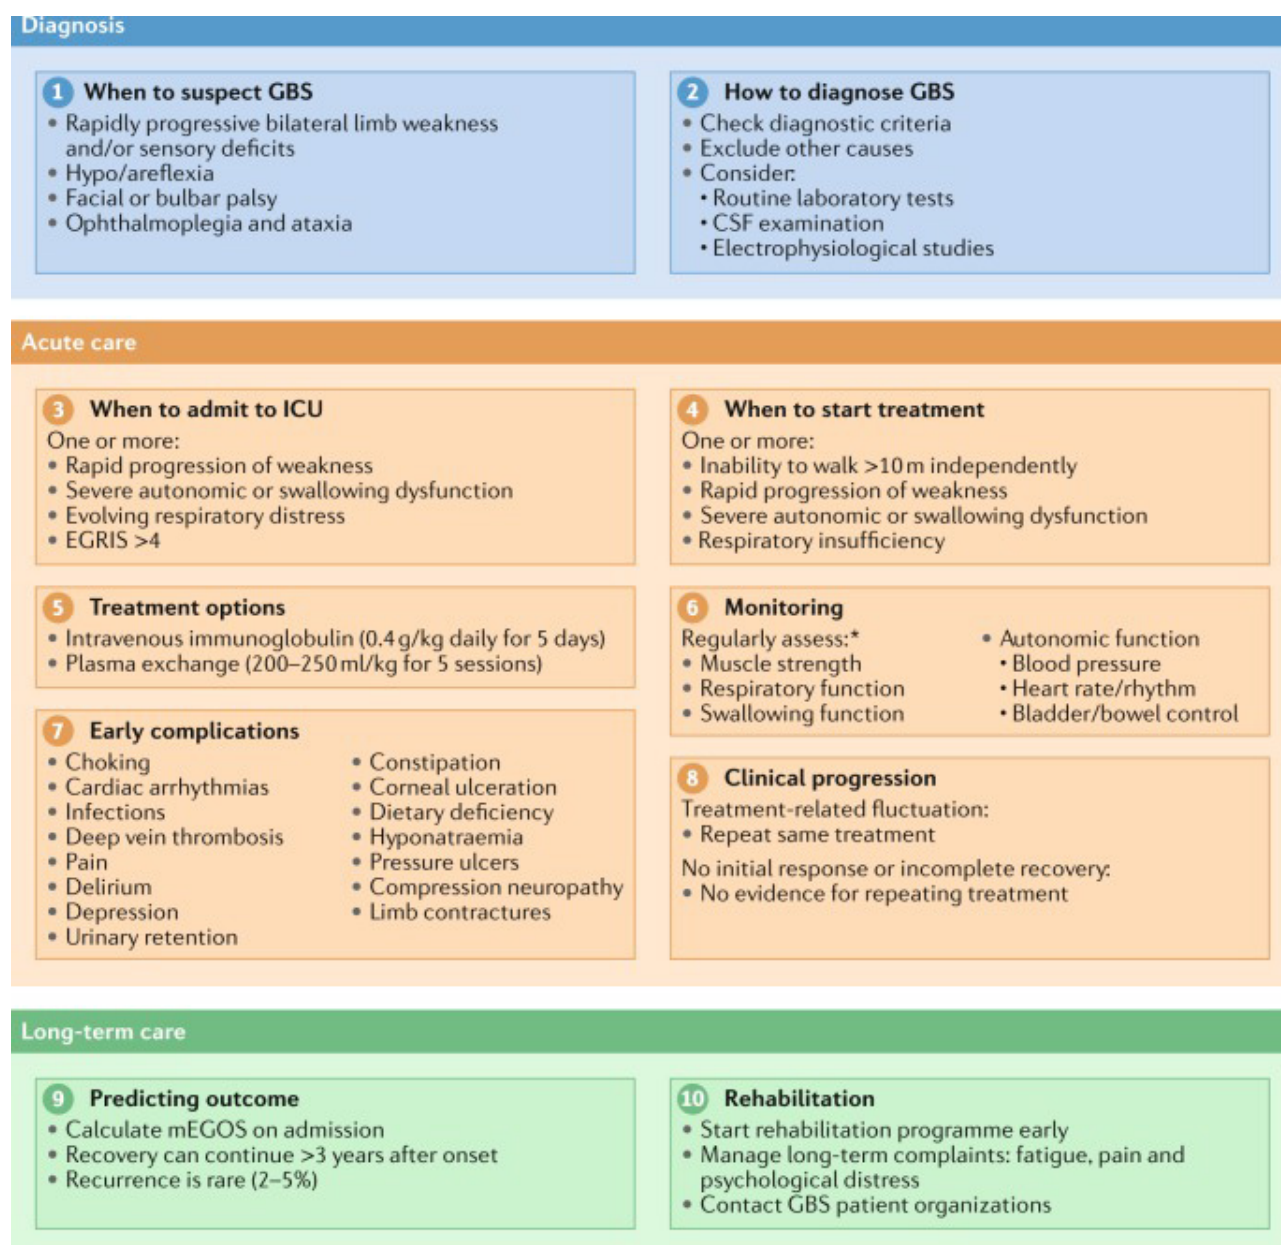 Diagnosis
1 When to suspect GBS
• Rapidly progressive bilateral limb weakness
and/or sensory deficits
• Hypo/areflexia
• Facial or bulbar palsy
• Ophthalmoplegia and ataxia
2 How to diagnose GBS
• Check diagnostic criteria
• Exclude other causes
• Consider:
• Routine laboratory tests
• CSF examination
• Electrophysiological studies
Acute care
3 When to admit to ICU
One or more:
• Rapid progression of weakness
• Severe autonomic or swallowing dysfunction
• Evolving respiratory distress
• EGRIS >4
4 When to start treatment
One or more:
• Inability to walk >10 m independently
• Rapid progression of weakness
• Severe autonomic or swallowing dysfunction
• Respiratory insufficiency
5 Treatment options
• Intravenous immunoglobulin (0.4 g/kg daily for 5 days)
• Plasma exchange (200–250 ml/kg for 5 sessions)
6 Monitoring
Regularly assess:*
• Muscle strength
• Respiratory function
• Swallowing function
• Autonomic function
• Blood pressure
• Heart rate/rhythm
• Bladder/bowel control
7 Early complications
• Choking
• Cardiac arrhythmias
• Infections
• Deep vein thrombosis
• Pain
• Delirium
• Depression
• Urinary retention
• Constipation
• Corneal ulceration
• Dietary deficiency
• Hyponatraemia
• Pressure ulcers
• Compression neuropathy
• Limb contractures
8 Clinical progression
Treatment-related fluctuation:
• Repeat same treatment
No initial response or incomplete recovery:
• No evidence for repeating treatment
Long-term care
9 Predicting outcome
• Calculate mEGOS on admission
• Recovery can continue >3 years after onset
• Recurrence is rare (2–5%)
10 Rehabilitation
• Start rehabilitation programme early
• Manage long-term complaints: fatigue, pain and
psychological distress
• Contact GBS patient organizations